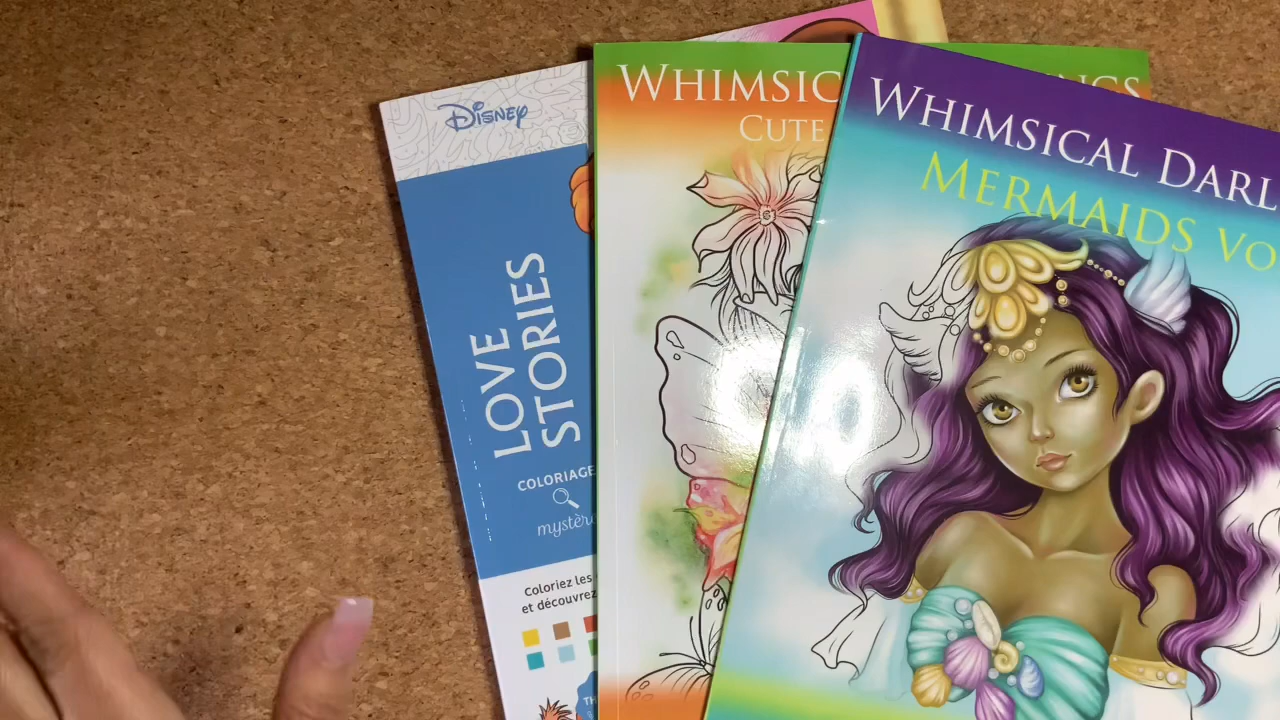 DISNEY
LOVE
STORIES
COLORIAGE
mystère
Coloriez les
et découvrez
WHIMSIC
CUTE
WHIMSICAL DARL
MERMAIDS VO